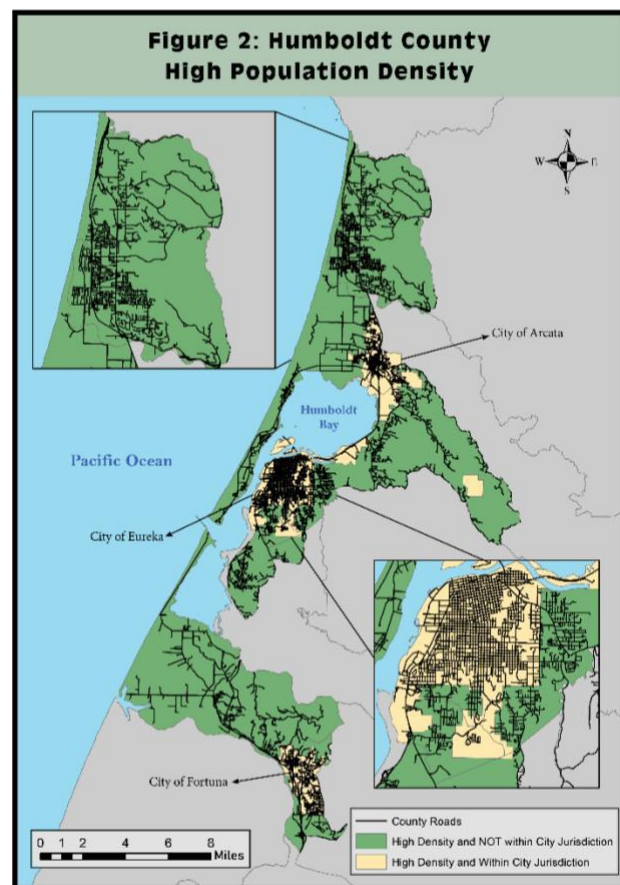 Figure 2: Humboldt County
High Population Density
N
W
E
S
City of Arcata
Humboldt
Bay
Pacific Ocean
City of Eureka
City of Fortuna
0 1 2 4 6 8
Miles
County Roads
High Density and NOT within City Jurisdiction
High Density and Within City Jurisdiction